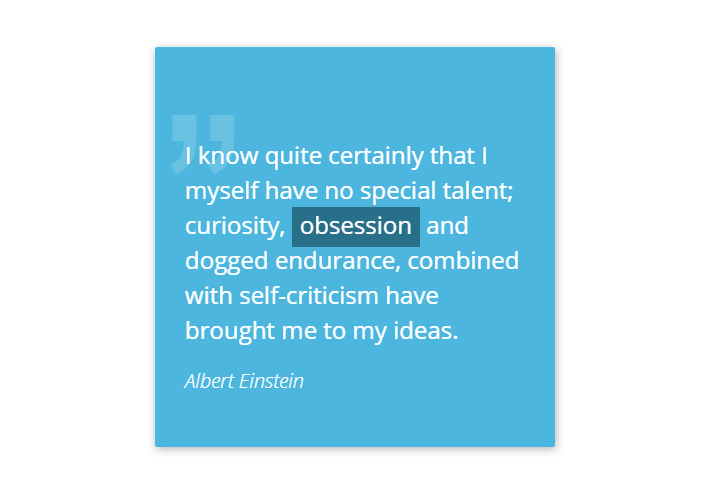 I know quite certainly that I
myself have no special talent;
curiosity, obsession and
dogged endurance, combined
with self-criticism have
brought me to my ideas.
Albert Einstein